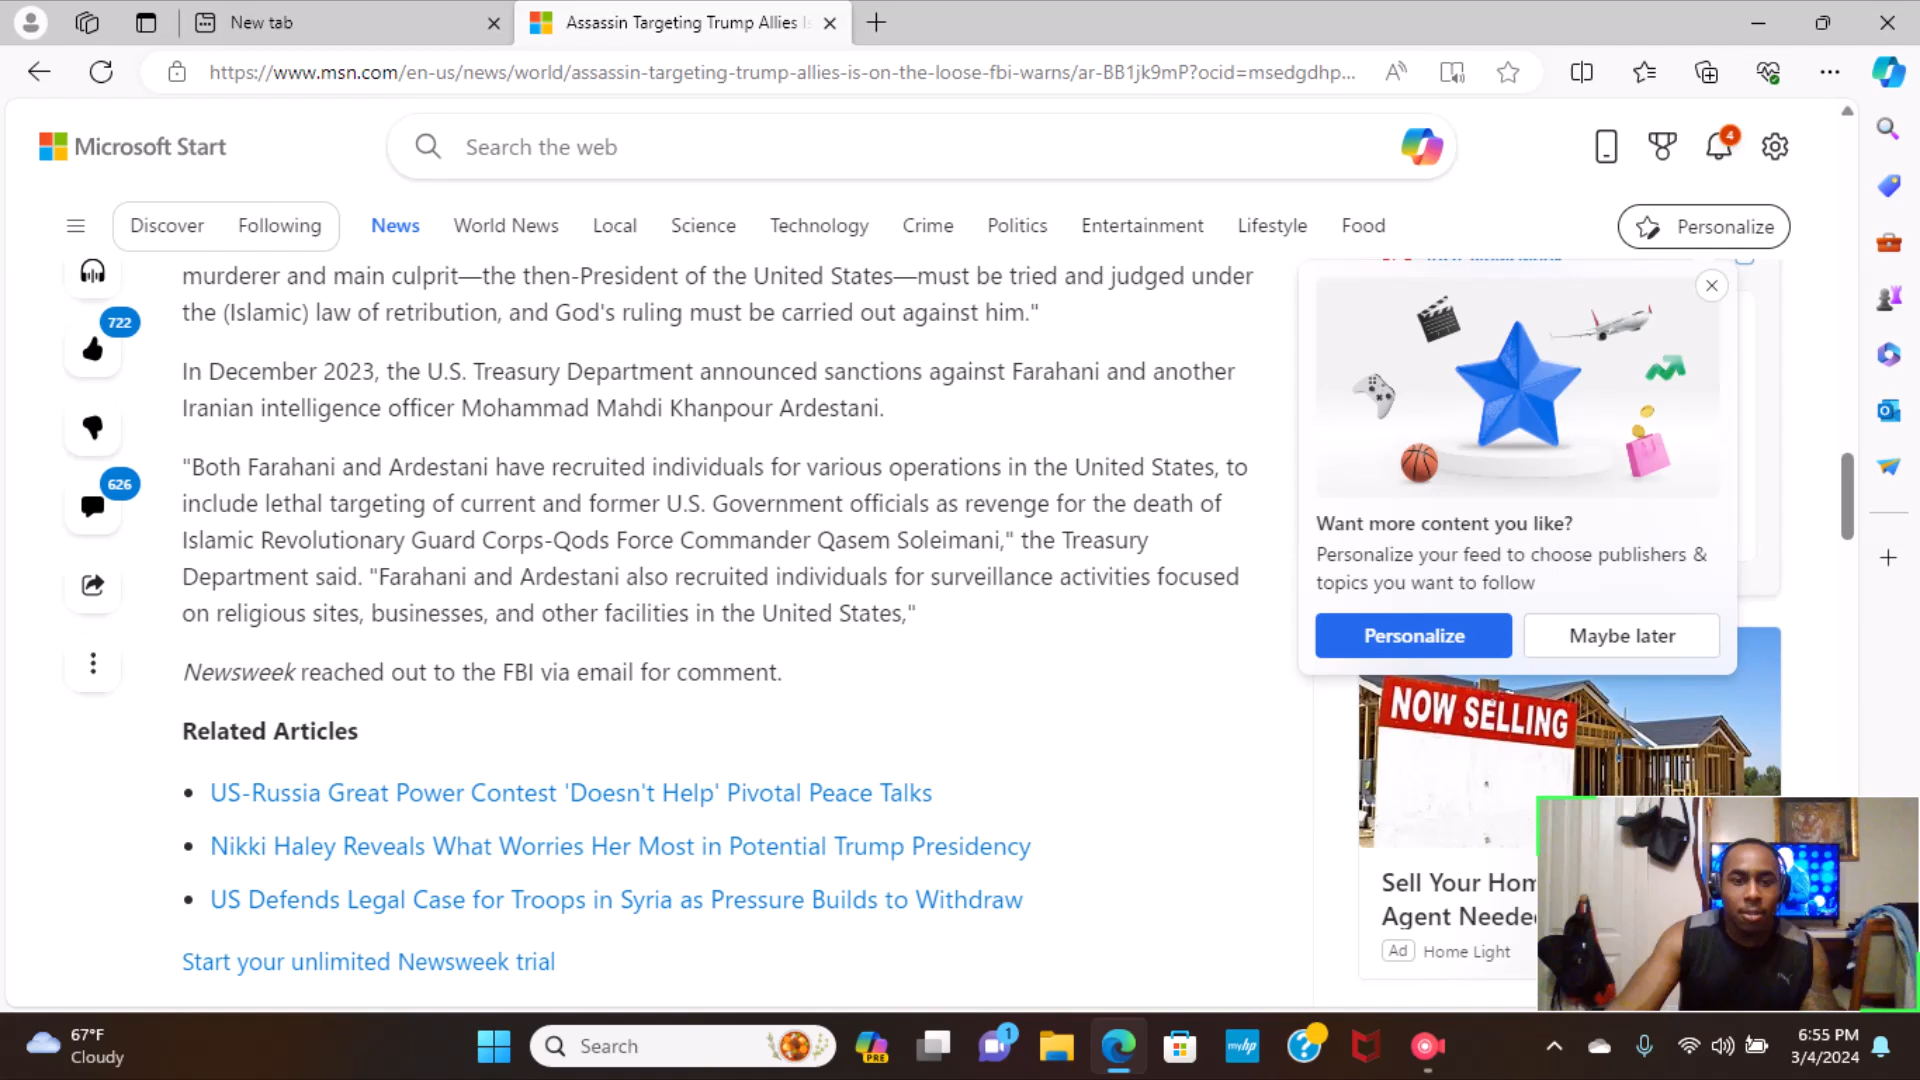 New tab
Assassin Targeting Trump Allies Is
https://www.msn.com/en-us/news/world/assassin-targeting-trump-allies-is-on-the-loose-fbi-warns/ar-BB1jk9mP?ocid=msedgdhp...
Microsoft Start
Search the web
4
Discover Following News World News Local Science Technology Crime Politics Entertainment Lifestyle Food
Personalize
murderer and main culprit—the then-President of the United States—must be tried and judged under
the (Islamic) law of retribution, and God's ruling must be carried out against him."
722
In December 2023, the U.S. Treasury Department announced sanctions against Farahani and another
Iranian intelligence officer Mohammad Mahdi Khanpour Ardestani.
"Both Farahani and Ardestani have recruited individuals for various operations in the United States, to
626
include lethal targeting of current and former U.S. Government officials as revenge for the death of
Islamic Revolutionary Guard Corps-Qods Force Commander Qasem Soleimani," the Treasury
Department said. "Farahani and Ardestani also recruited individuals for surveillance activities focused
on religious sites, businesses, and other facilities in the United States,"
Newsweek reached out to the FBI via email for comment.
Related Articles
US-Russia Great Power Contest 'Doesn't Help' Pivotal Peace Talks
Nikki Haley Reveals What Worries Her Most in Potential Trump Presidency
US Defends Legal Case for Troops in Syria as Pressure Builds to Withdraw
Start your unlimited Newsweek trial
Want more content you like?
Personalize your feed to choose publishers &
topics you want to follow
Personalize
Maybe later
NOW SELLING
Sell Your Hom
Agent Neede
Ad Home Light
67°F
Cloudy
Search
PRE
1
myhp
6:55 PM
3/4/2024